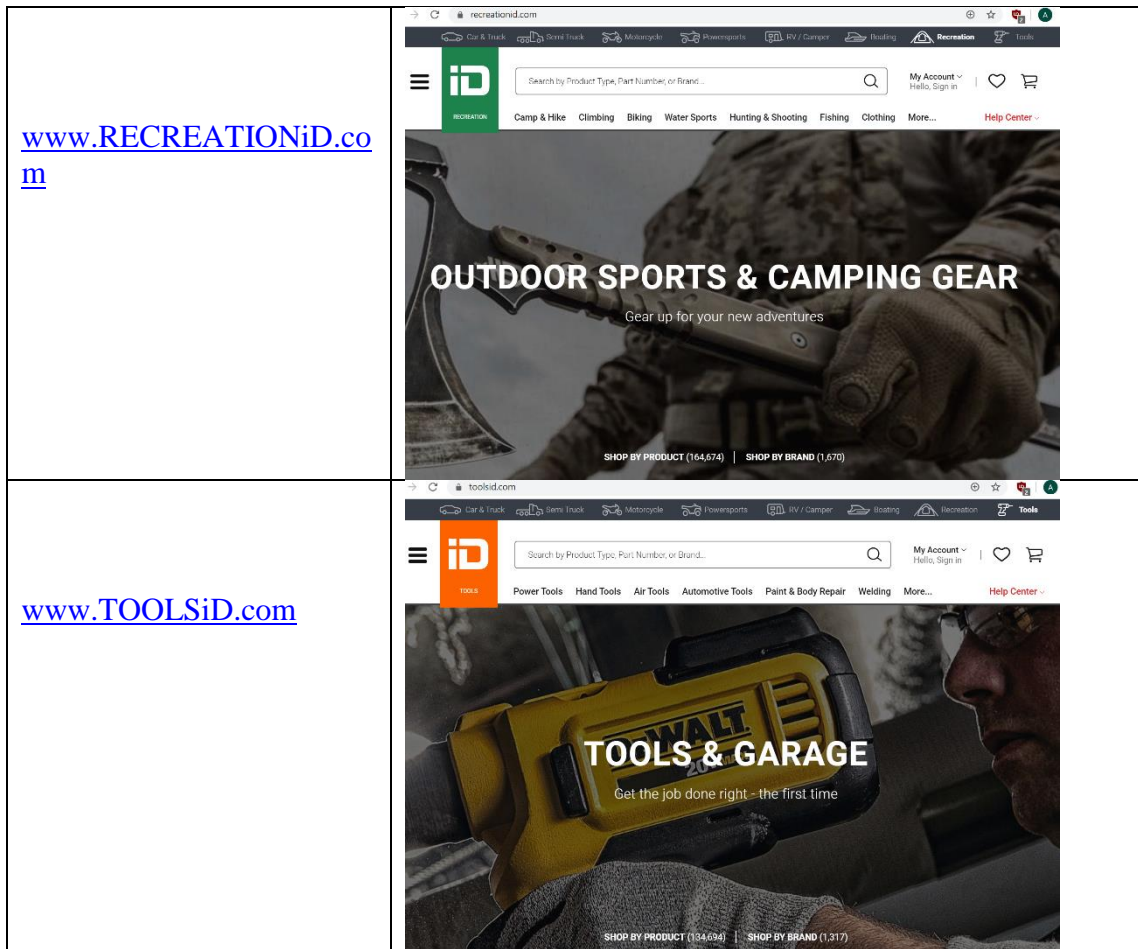 recreationid.com
Car & Truck Semi Truck Motorcycle Powersports RV / Camper Boating Recreation Tools
iD
RECREATION
Search by Product Type, Part Number, or Brand...
My Account
Hello, Sign in
Camp & Hike Climbing Biking Water Sports Hunting & Shooting Fishing Clothing More... Help Center
www.RECREATIONiD.co
m
OUTDOOR SPORTS & CAMPING GEAR
Gear up for your new adventures
SHOP BY PRODUCT (164,674) | SHOP BY BRAND (1,670)
toolsid.com
Car & Truck Semi Truck Motorcycle Powersports RV / Camper Boating Recreation Tools
iD
TOOLS
Search by Product Type, Part Number, or Brand...
My Account
Hello, Sign in
Power Tools Hand Tools Air Tools Automotive Tools Paint & Body Repair Welding More... Help Center
www.TOOLSiD.com
DEWALT
20V MAX
TOOLS & GARAGE
Get the job done right - the first time
SHOP BY PRODUCT (134,694) | SHOP BY BRAND (1,317)